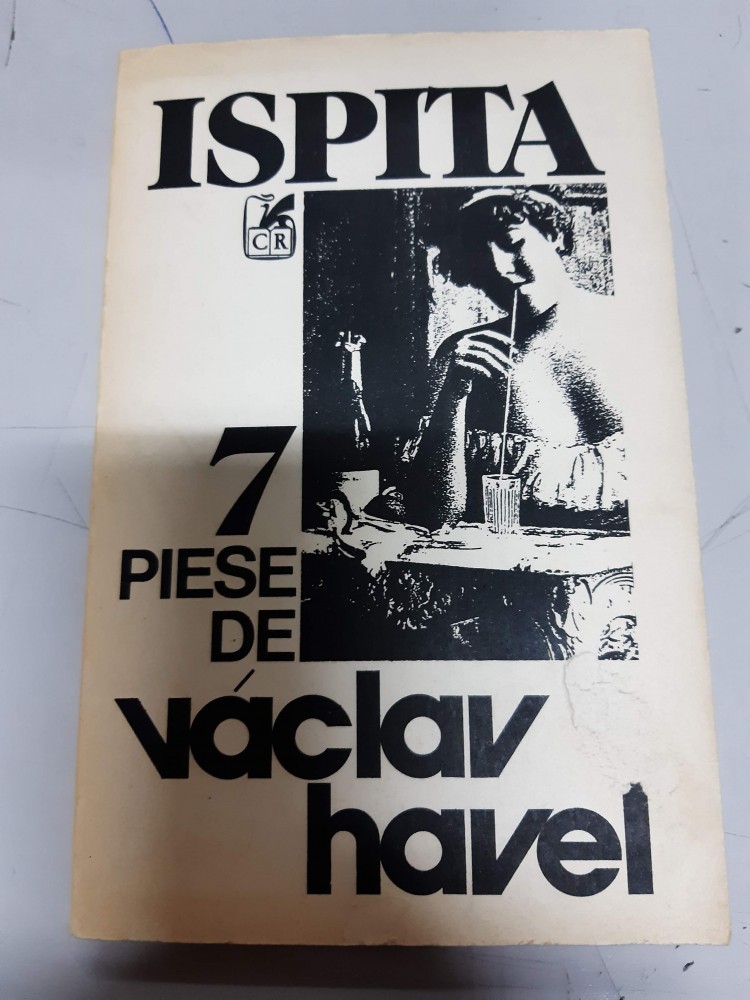 ISPITA
CR
7
PIESE
DE
václav
havel